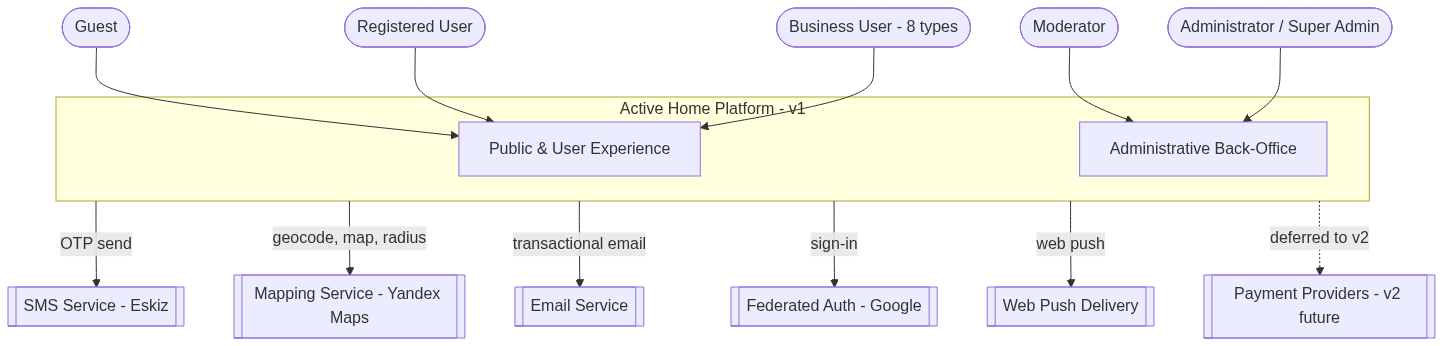 Guest
Registered User
Business User - 8 types
Moderator
Administrator / Super Admin
Active Home Platform - v1
Public & User Experience
Administrative Back-Office
OTP send
geocode, map, radius
transactional email
sign-in
web push
deferred to v2
SMS Service - Eskiz
Mapping Service - Yandex
Maps
Email Service
Federated Auth - Google
Web Push Delivery
Payment Providers - v2
future